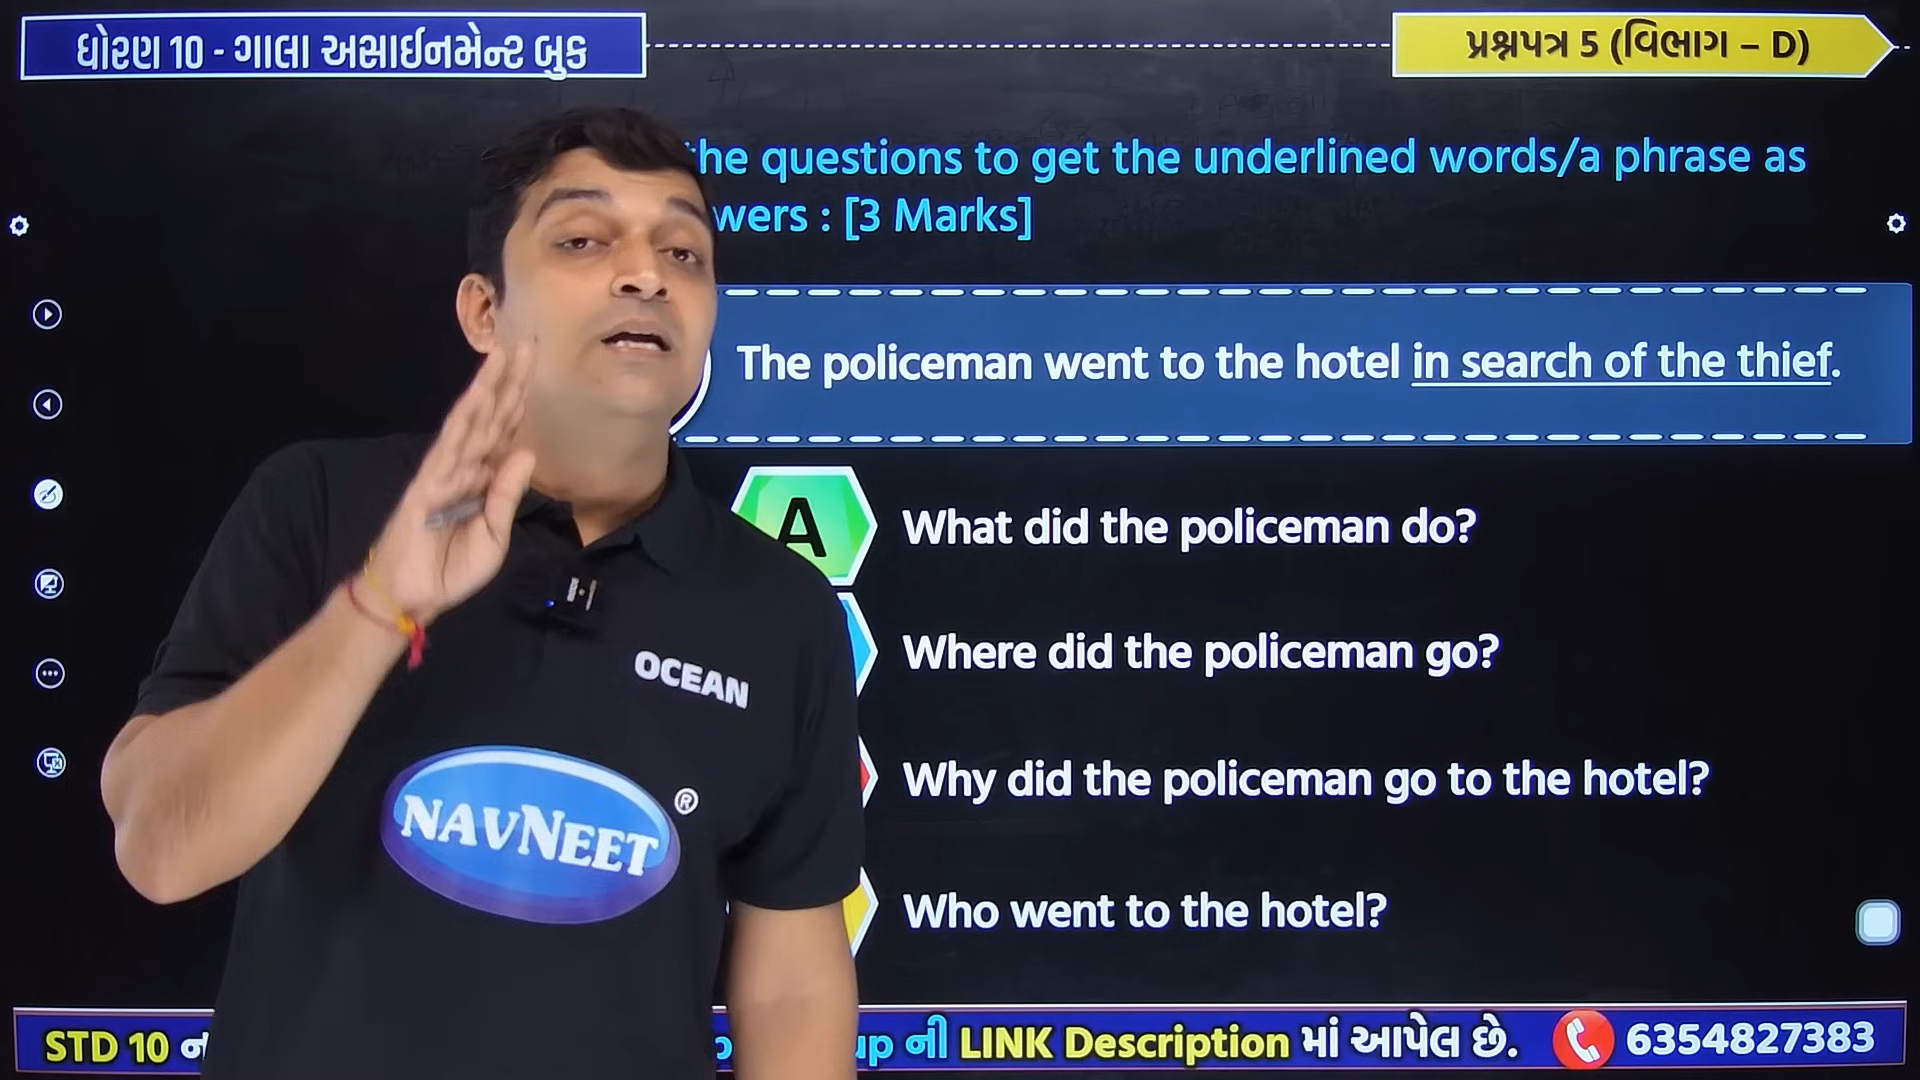 ધોરણ 10 - ગાલા અસાઈનમેન્ટ બુક
પ્રશ્નપત્ર 5 (વિભાગ – D)
the questions to get the underlined words/a phrase as
wers : [3 Marks]
The policeman went to the hotel in search of the thief.
A
What did the policeman do?
Where did the policeman go?
Why did the policeman go to the hotel?
Who went to the hotel?
OCEAN
NAVNEET®
STD 10 ની LINK Description માં આપેલ છે. 6354827383